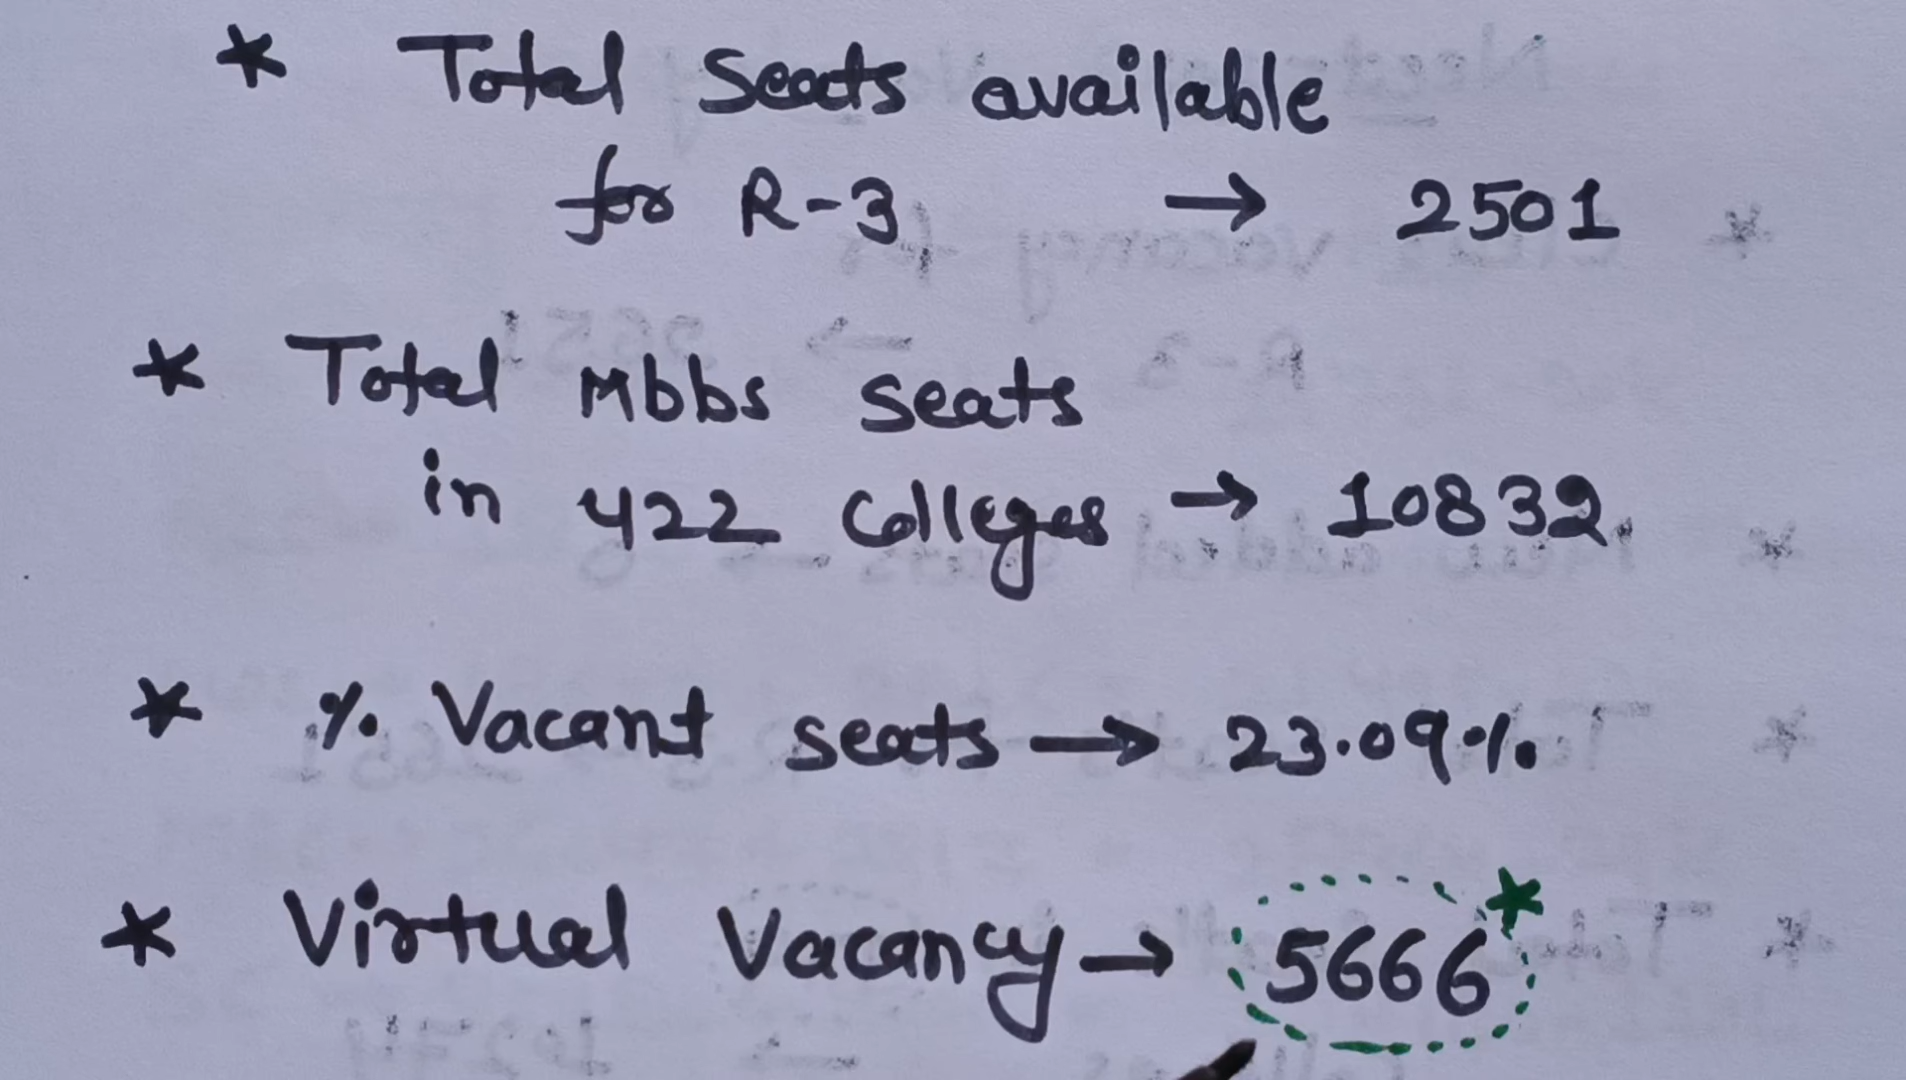 * Total Seats available
for R-3 → 2501
* Total Mbbs seats
in 422 Colleges → 10832
* % Vacant seats → 23.09%
* Virtual Vacancy → 5666*